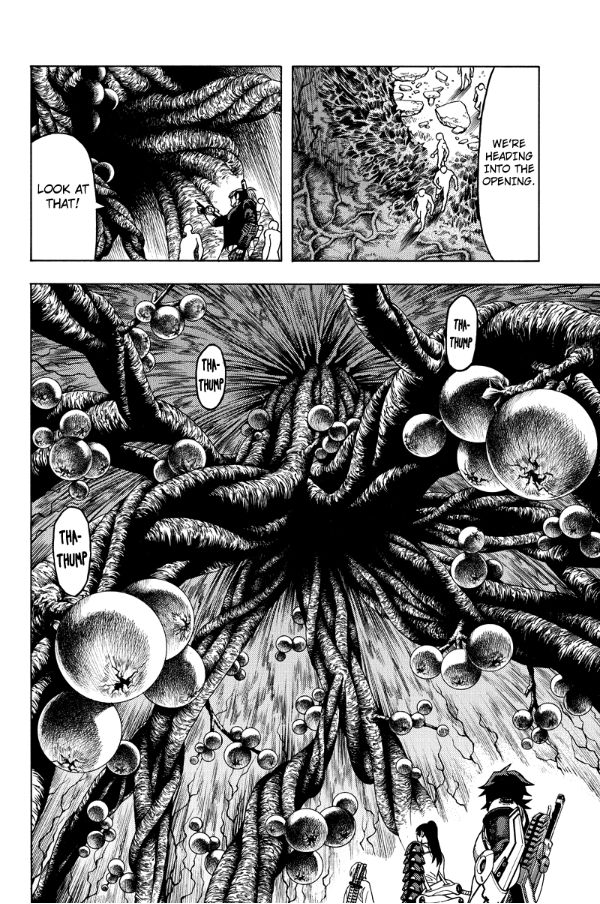 WE'RE
HEADING
INTO THE
OPENING.
LOOK AT
THAT!
THA-
THUMP
THA-
THUMP
THA-
THUMP